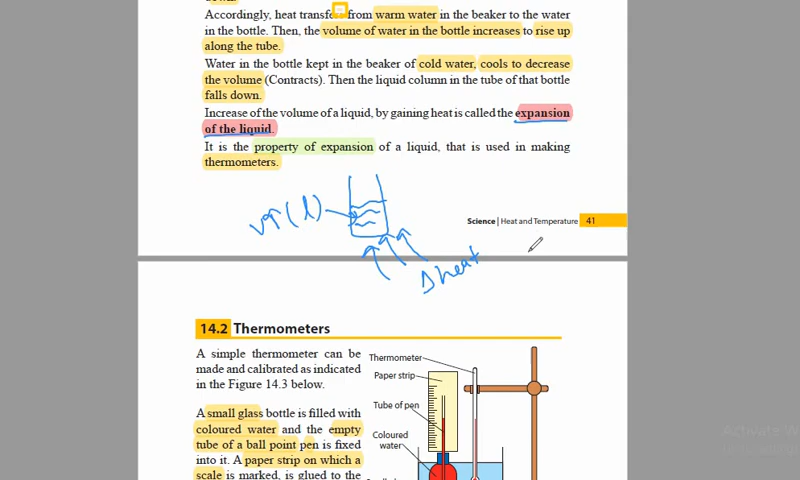 Accordingly, heat transfer from warm water in the beaker to the water
in the bottle. Then, the volume of water in the bottle increases to rise up
along the tube.
Water in the bottle kept in the beaker of cold water, cools to decrease
the volume (Contracts). Then the liquid column in the tube of that bottle
falls down.
Increase of the volume of a liquid, by gaining heat is called the expansion
of the liquid.
It is the property of expansion of a liquid, that is used in making
thermometers.
V↑ (l)
Δ heat
Science | Heat and Temperature 41
14.2 Thermometers
A simple thermometer can be
made and calibrated as indicated
in the Figure 14.3 below.
A small glass bottle is filled with
coloured water and the empty
tube of a ball point pen is fixed
into it. A paper strip on which a
scale is marked, is glued to the
Thermometer
Paper strip
Tube of pen
Coloured
water